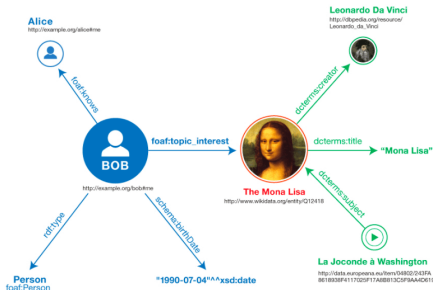 Alice
http://example.org/alice#me
Leonardo Da Vinci
http://dbpedia.org/resource/
Leonardo_da_Vinci
foaf:knows
dcterms:creator
BOB
http://example.org/bob#me
foaf:topic_interest
The Mona Lisa
http://www.wikidata.org/entity/Q12418
dcterms:title
“Mona Lisa”
rdf:type
schema:birthDate
dcterms:subject
Person
foaf:Person
"1990-07-04"^^xsd:date
La Joconde à Washington
http://data.europeana.eu/item/04802/243FA
8618938F4117025F17A8B813C5F9AA4D619